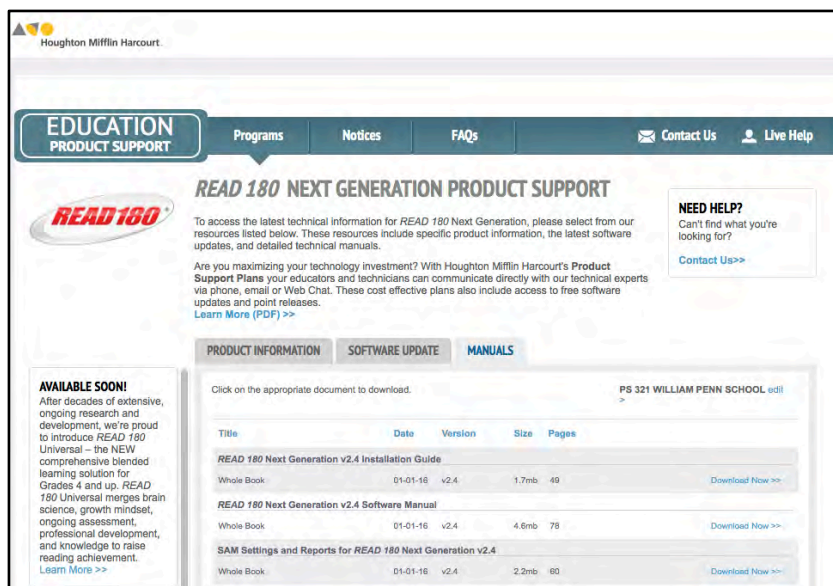 Houghton Mifflin Harcourt.
EDUCATION
PRODUCT SUPPORT
Programs
Notices
FAQs
Contact Us
Live Help
READ 180
READ 180 NEXT GENERATION PRODUCT SUPPORT
To access the latest technical information for READ 180 Next Generation, please select from our
resources listed below. These resources include specific product information, the latest software
updates, and detailed technical manuals.
Are you maximizing your technology investment? With Houghton Mifflin Harcourt's Product
Support Plans your educators and technicians can communicate directly with our technical experts
via phone, email or Web Chat. These cost effective plans also include access to free software
updates and point releases.
Learn More (PDF) >>
NEED HELP?
Can't find what you're
looking for?
Contact Us>>
AVAILABLE SOON!
After decades of extensive,
ongoing research and
development, we're proud
to introduce READ 180
Universal – the NEW
comprehensive blended
learning solution for
Grades 4 and up. READ
180 Universal merges brain
science, growth mindset,
ongoing assessment,
professional development,
and knowledge to raise
reading achievement.
Learn More >>
PRODUCT INFORMATION
SOFTWARE UPDATE
MANUALS
Click on the appropriate document to download.
PS 321 WILLIAM PENN SCHOOL edit
>
Title Date Version Size Pages
READ 180 Next Generation v2.4 Installation Guide
Whole Book 01-01-16 v2.4 1.7mb 49 Download Now >>
READ 180 Next Generation v2.4 Software Manual
Whole Book 01-01-16 v2.4 4.6mb 78 Download Now >>
SAM Settings and Reports for READ 180 Next Generation v2.4
Whole Book 01-01-16 v2.4 2.2mb 60 Download Now >>